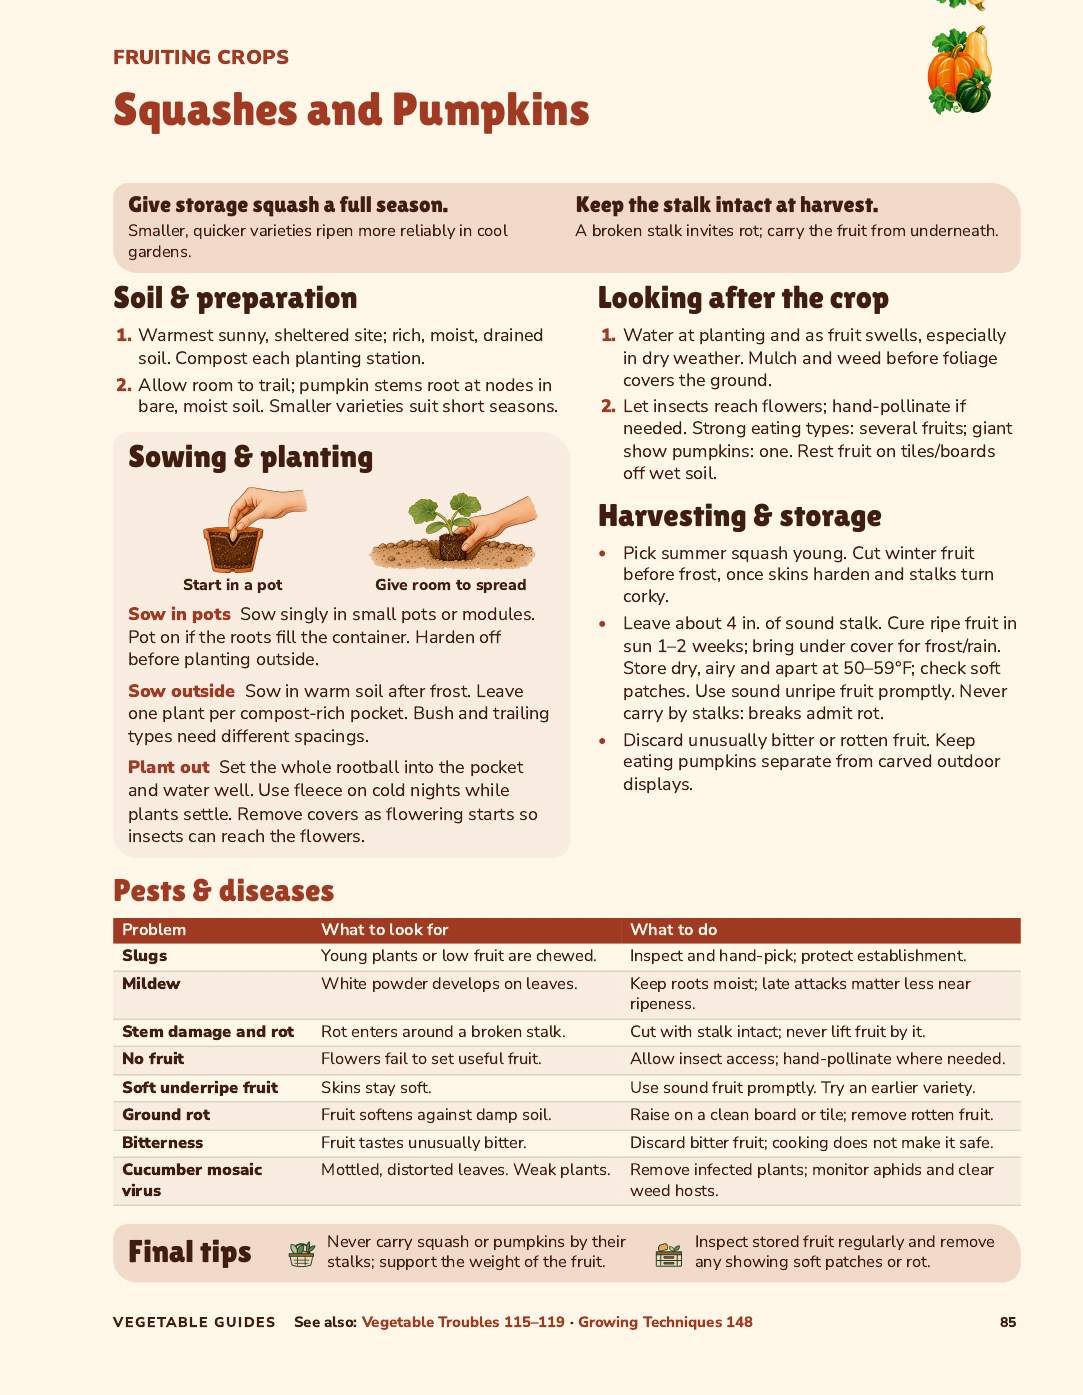 FRUITING CROPS
Squashes and Pumpkins
Give storage squash a full season.
Smaller, quicker varieties ripen more reliably in cool
gardens.
Keep the stalk intact at harvest.
A broken stalk invites rot; carry the fruit from underneath.
Soil & preparation
1. Warmest sunny, sheltered site; rich, moist, drained
soil. Compost each planting station.
2. Allow room to trail; pumpkin stems root at nodes in
bare, moist soil. Smaller varieties suit short seasons.
Sowing & planting
Start in a pot
Give room to spread
Sow in pots Sow singly in small pots or modules.
Pot on if the roots fill the container. Harden off
before planting outside.
Sow outside Sow in warm soil after frost. Leave
one plant per compost-rich pocket. Bush and trailing
types need different spacings.
Plant out Set the whole rootball into the pocket
and water well. Use fleece on cold nights while
plants settle. Remove covers as flowering starts so
insects can reach the flowers.
Looking after the crop
1. Water at planting and as fruit swells, especially
in dry weather. Mulch and weed before foliage
covers the ground.
2. Let insects reach flowers; hand-pollinate if
needed. Strong eating types: several fruits; giant
show pumpkins: one. Rest fruit on tiles/boards
off wet soil.
Harvesting & storage
• Pick summer squash young. Cut winter fruit
before frost, once skins harden and stalks turn
corky.
• Leave about 4 in. of sound stalk. Cure ripe fruit in
sun 1–2 weeks; bring under cover for frost/rain.
Store dry, airy and apart at 50–59°F; check soft
patches. Use sound unripe fruit promptly. Never
carry by stalks: breaks admit rot.
• Discard unusually bitter or rotten fruit. Keep
eating pumpkins separate from carved outdoor
displays.
Pests & diseases
Problem What to look for What to do
Slugs Young plants or low fruit are chewed. Inspect and hand-pick; protect establishment.
Mildew White powder develops on leaves. Keep roots moist; late attacks matter less near
ripeness.
Stem damage and rot Rot enters around a broken stalk. Cut with stalk intact; never lift fruit by it.
No fruit Flowers fail to set useful fruit. Allow insect access; hand-pollinate where needed.
Soft underripe fruit Skins stay soft. Use sound fruit promptly. Try an earlier variety.
Ground rot Fruit softens against damp soil. Raise on a clean board or tile; remove rotten fruit.
Bitterness Fruit tastes unusually bitter. Discard bitter fruit; cooking does not make it safe.
Cucumber mosaic Mottled, distorted leaves. Weak plants. Remove infected plants; monitor aphids and clear
virus weed hosts.
Final tips
Never carry squash or pumpkins by their
stalks; support the weight of the fruit.
Inspect stored fruit regularly and remove
any showing soft patches or rot.
VEGETABLE GUIDES See also: Vegetable Troubles 115–119 · Growing Techniques 148 85